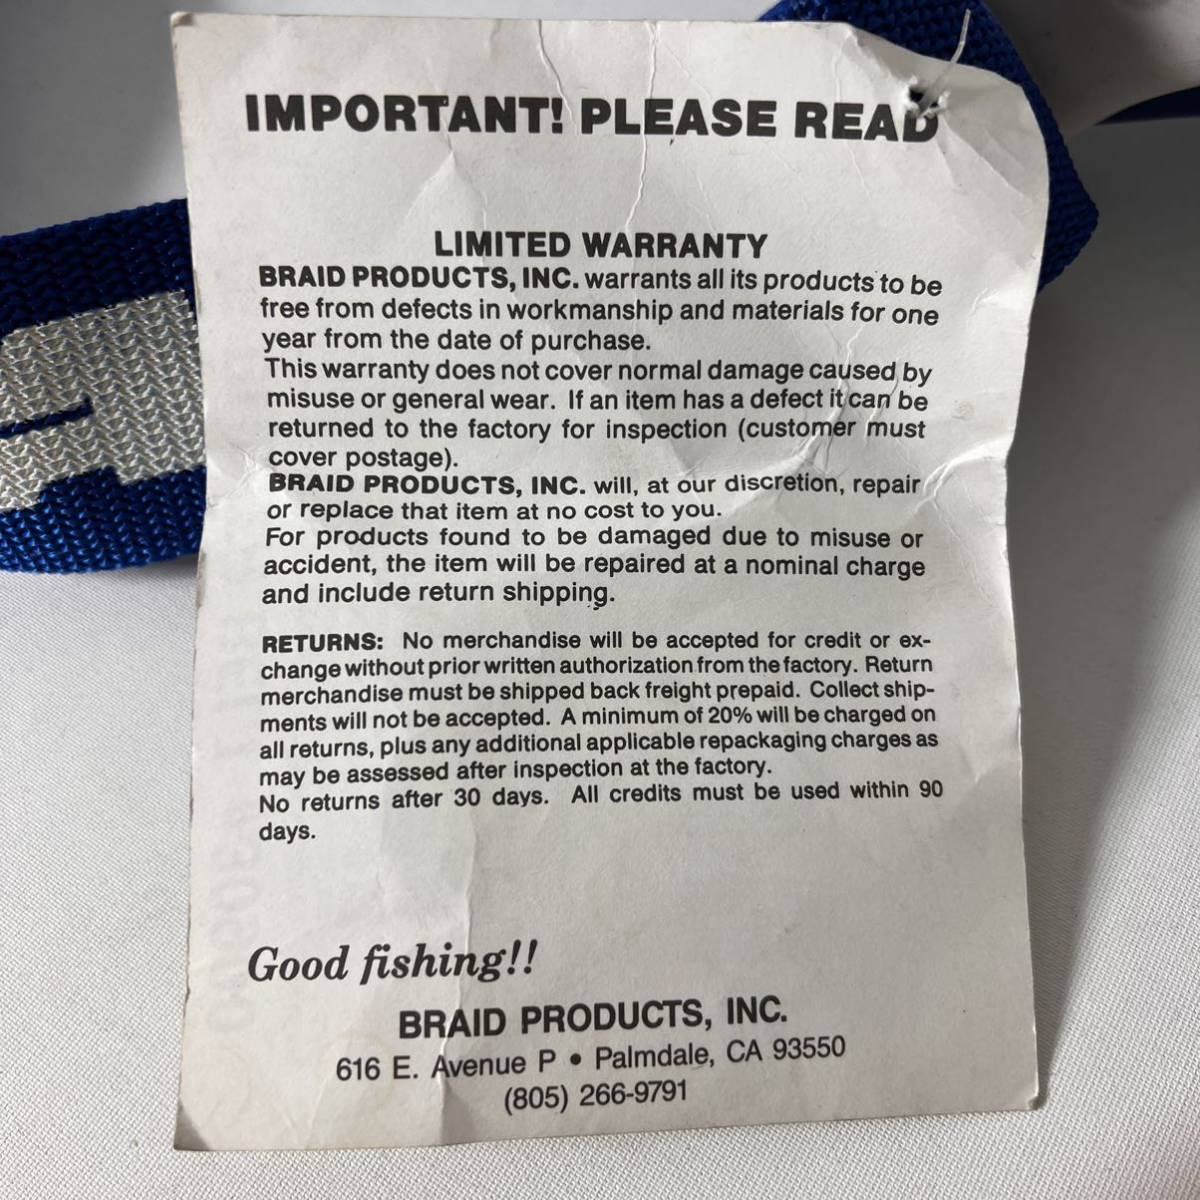 IMPORTANT! PLEASE READ
LIMITED WARRANTY
BRAID PRODUCTS, INC. warrants all its products to be
free from defects in workmanship and materials for one
year from the date of purchase.
This warranty does not cover normal damage caused by
misuse or general wear. If an item has a defect it can be
returned to the factory for inspection (customer must
cover postage).
BRAID PRODUCTS, INC. will, at our discretion, repair
or replace that item at no cost to you.
For products found to be damaged due to misuse or
accident, the item will be repaired at a nominal charge
and include return shipping.
RETURNS: No merchandise will be accepted for credit or ex-
change without prior written authorization from the factory. Return
merchandise must be shipped back freight prepaid. Collect ship-
ments will not be accepted. A minimum of 20% will be charged on
all returns, plus any additional applicable repackaging charges as
may be assessed after inspection at the factory.
No returns after 30 days. All credits must be used within 90
days.
Good fishing!!
BRAID PRODUCTS, INC.
616 E. Avenue P • Palmdale, CA 93550
(805) 266-9791